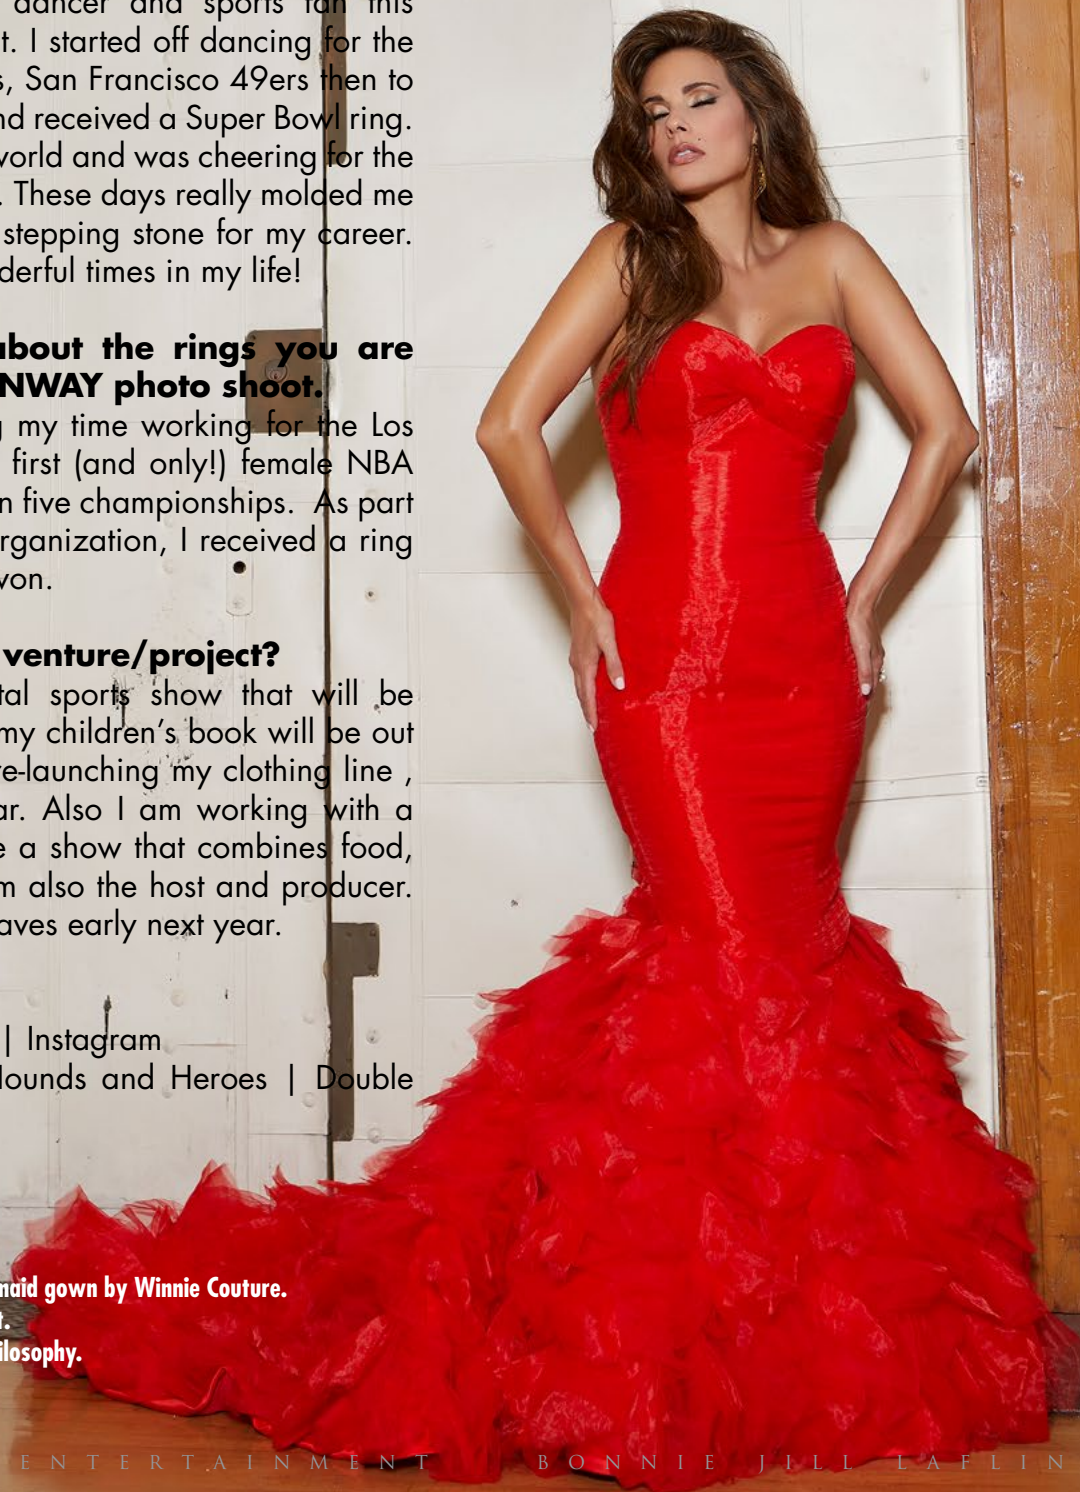 dancer and sports fan this
t. I started off dancing for the
s, San Francisco 49ers then to
nd received a Super Bowl ring.
world and was cheering for the
. These days really molded me
stepping stone for my career.
derful times in my life!
about the rings you are
NWAY photo shoot.
g my time working for the Los
first (and only!) female NBA
n five championships. As part
rganization, I received a ring
won.
venture/project?
tal sports show that will be
my children’s book will be out
re-launching my clothing line ,
ar. Also I am working with a
e a show that combines food,
m also the host and producer.
aves early next year.
| Instagram
Hounds and Heroes | Double
maid gown by Winnie Couture.
t.
ilosophy.
ENTERTAINMENT BONNIE JILL LAFLIN